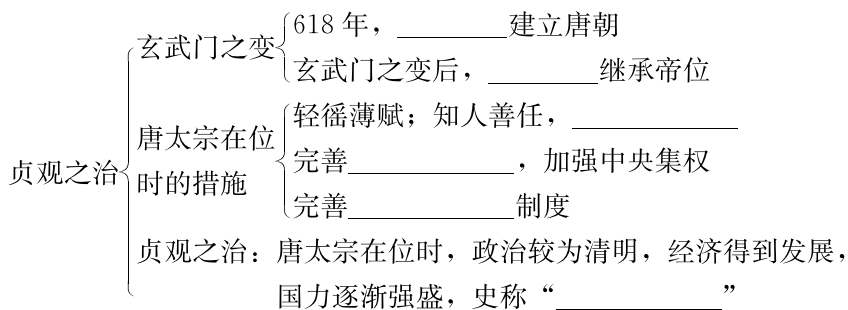 玄武门之变
618 年，________建立唐朝
玄武门之变后，________继承帝位
贞观之治
唐太宗在位
时的措施
轻徭薄赋；知人善任，____________
完善____________，加强中央集权
完善____________制度
贞观之治：唐太宗在位时，政治较为清明，经济得到发展，
国力逐渐强盛，史称“____________”